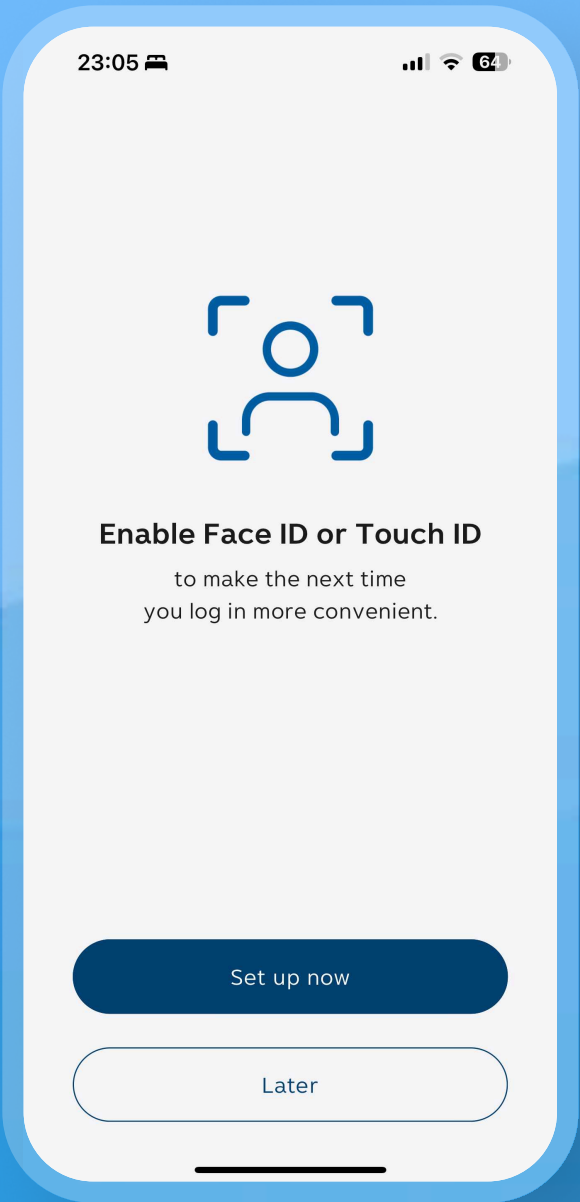 23:05 64
Enable Face ID or Touch ID
to make the next time
you log in more convenient.
Set up now
Later